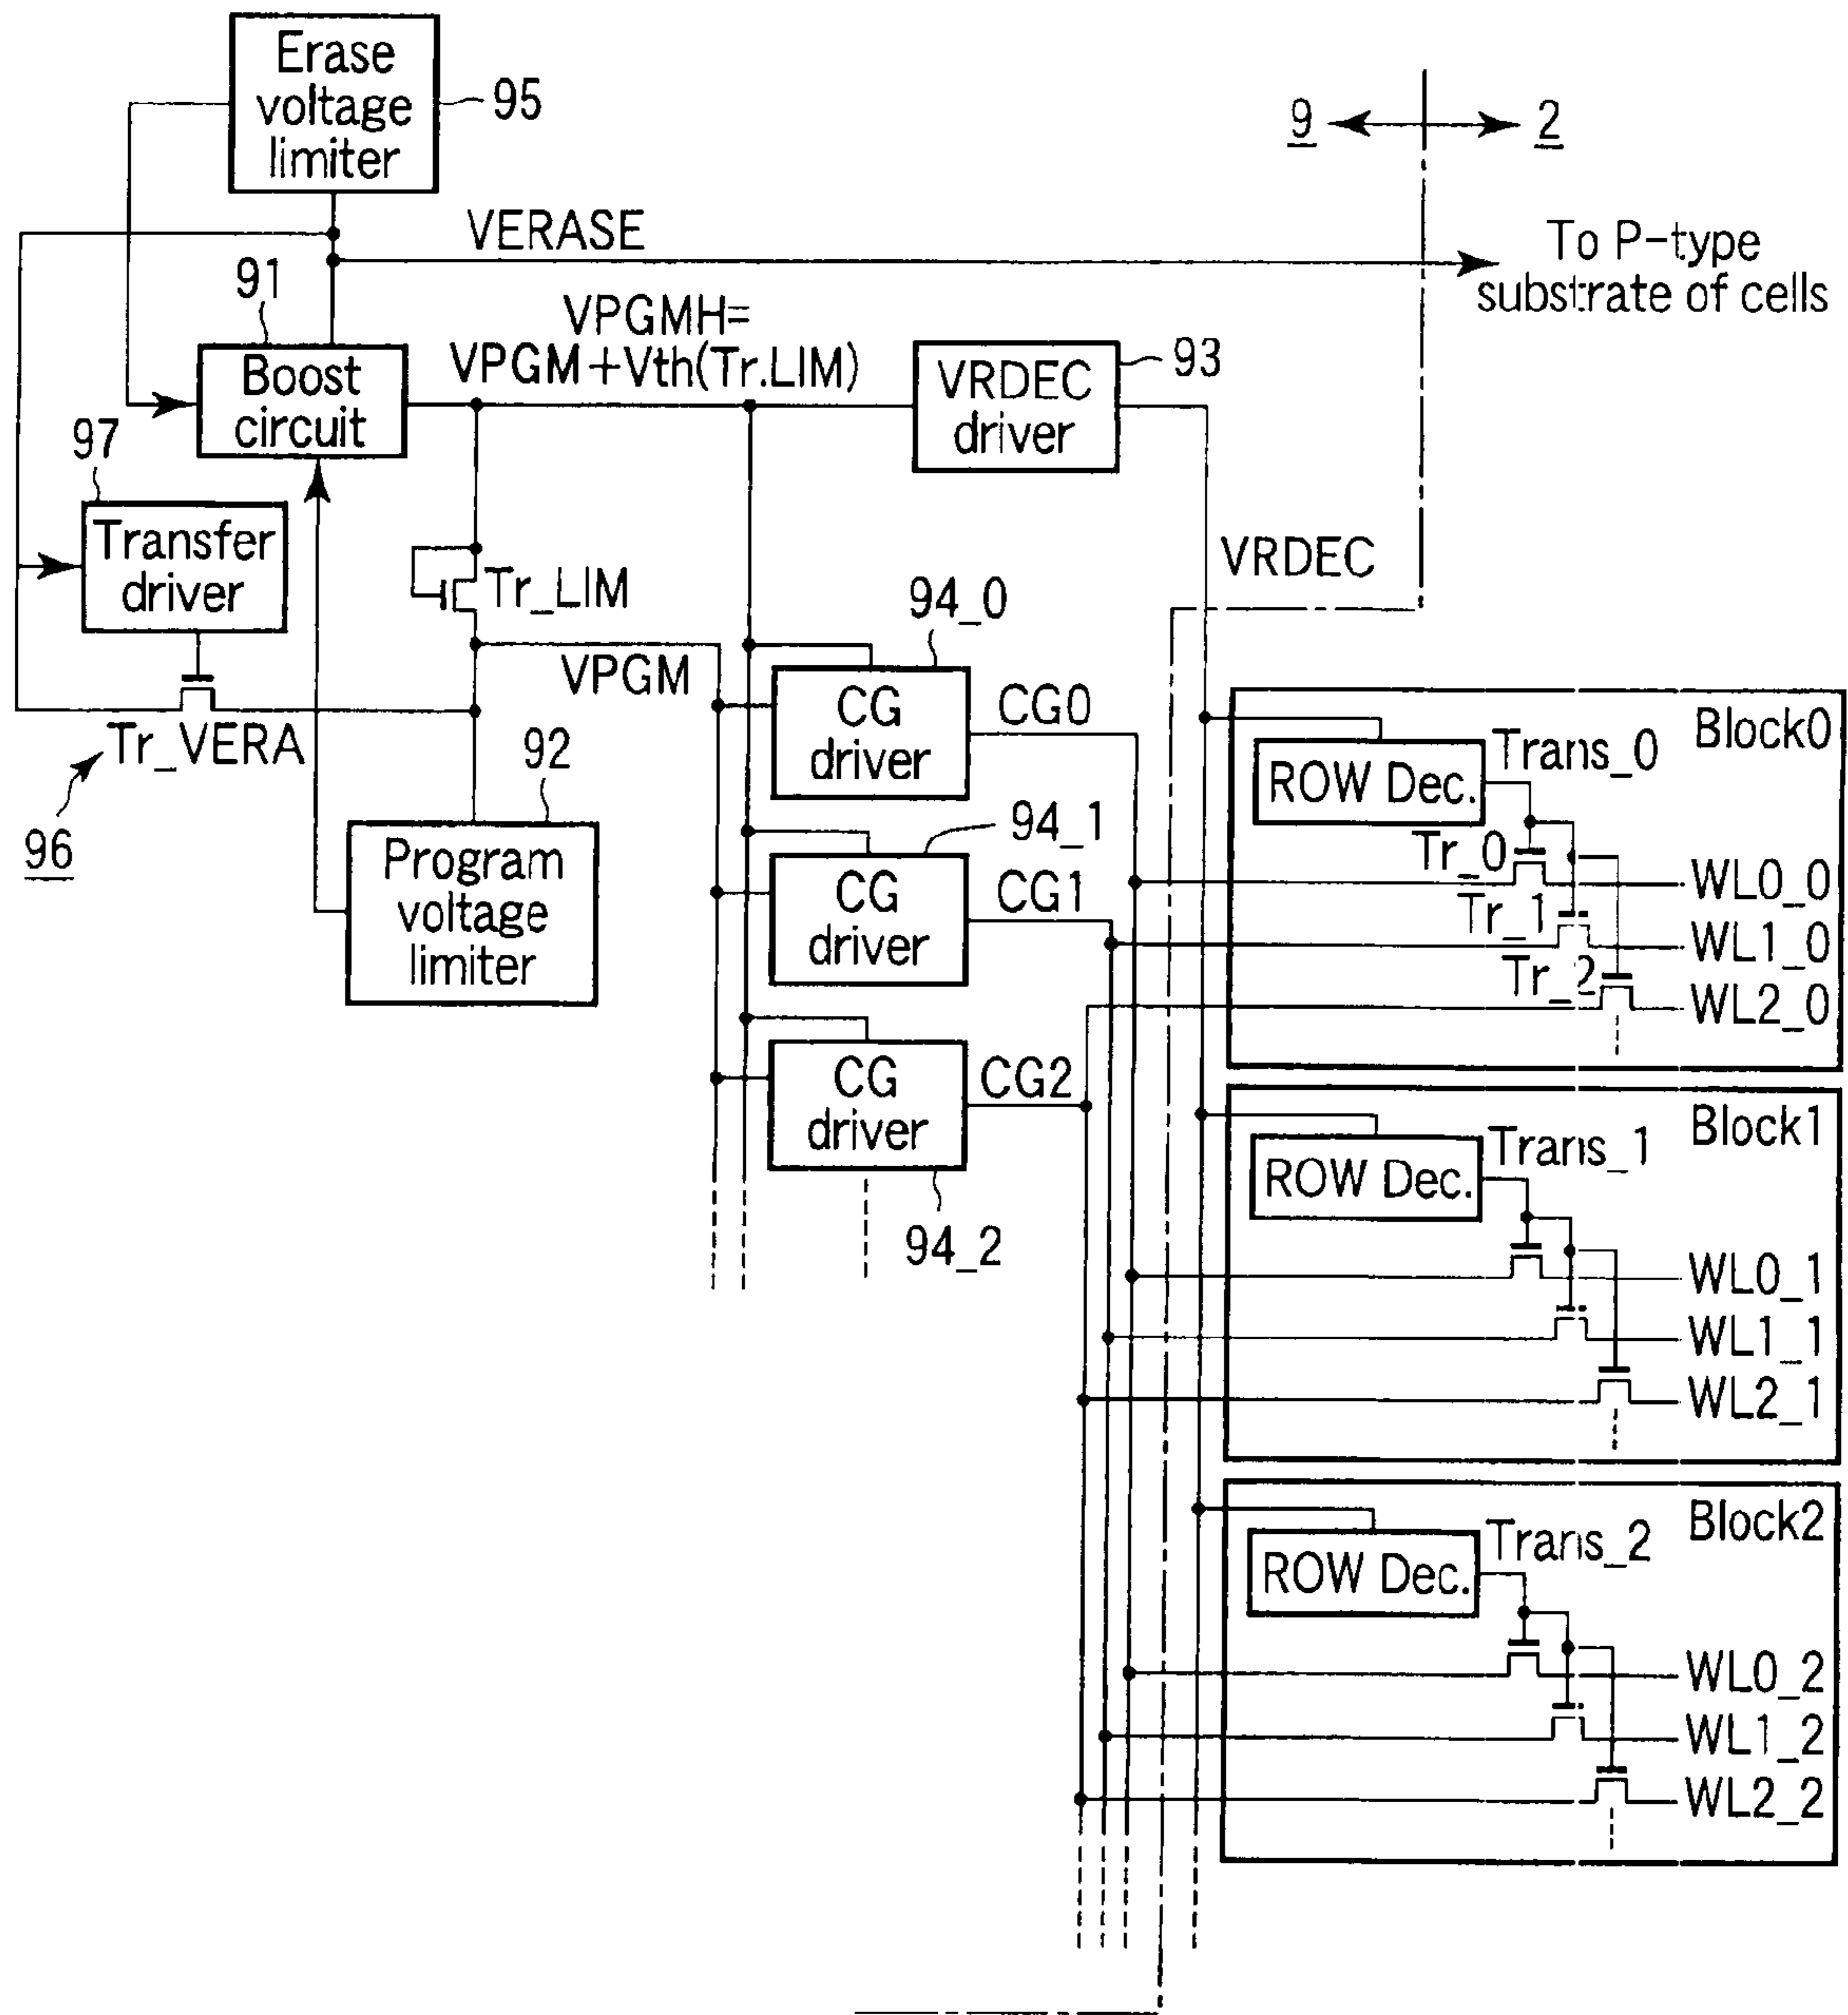 Erase
voltage
limiter
95
9
2
VERASE
To P-type
substrate of cells
91
VPGMH=
VPGM+Vth(Tr.LIM)
Boost
circuit
VRDEC
driver
93
97
Transfer
driver
Tr_LIM
VRDEC
94_0
VPGM
CG
driver
CG0
Tr_VERA
96
92
Program
voltage
limiter
94_1
CG
driver
CG1
CG
driver
CG2
94_2
Block0
ROW Dec.
Trans_0
Tr_0
WL0_0
Tr_1
WL1_0
Tr_2
WL2_0
Block1
ROW Dec.
Trans_1
WL0_1
WL1_1
WL2_1
Block2
ROW Dec.
Trans_2
WL0_2
WL1_2
WL2_2